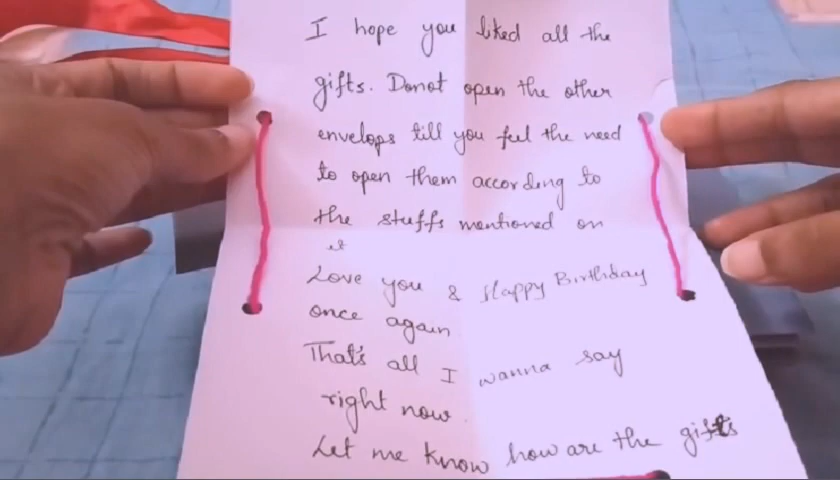 I hope you liked all the
gifts. Donot open the other
envelops till you feel the need
to open them accordeng to
the stuffs mentioned on
it
Love you & Happy Birthday
once again.
That's all I wanna say
right now.
Let me know how are the gifts